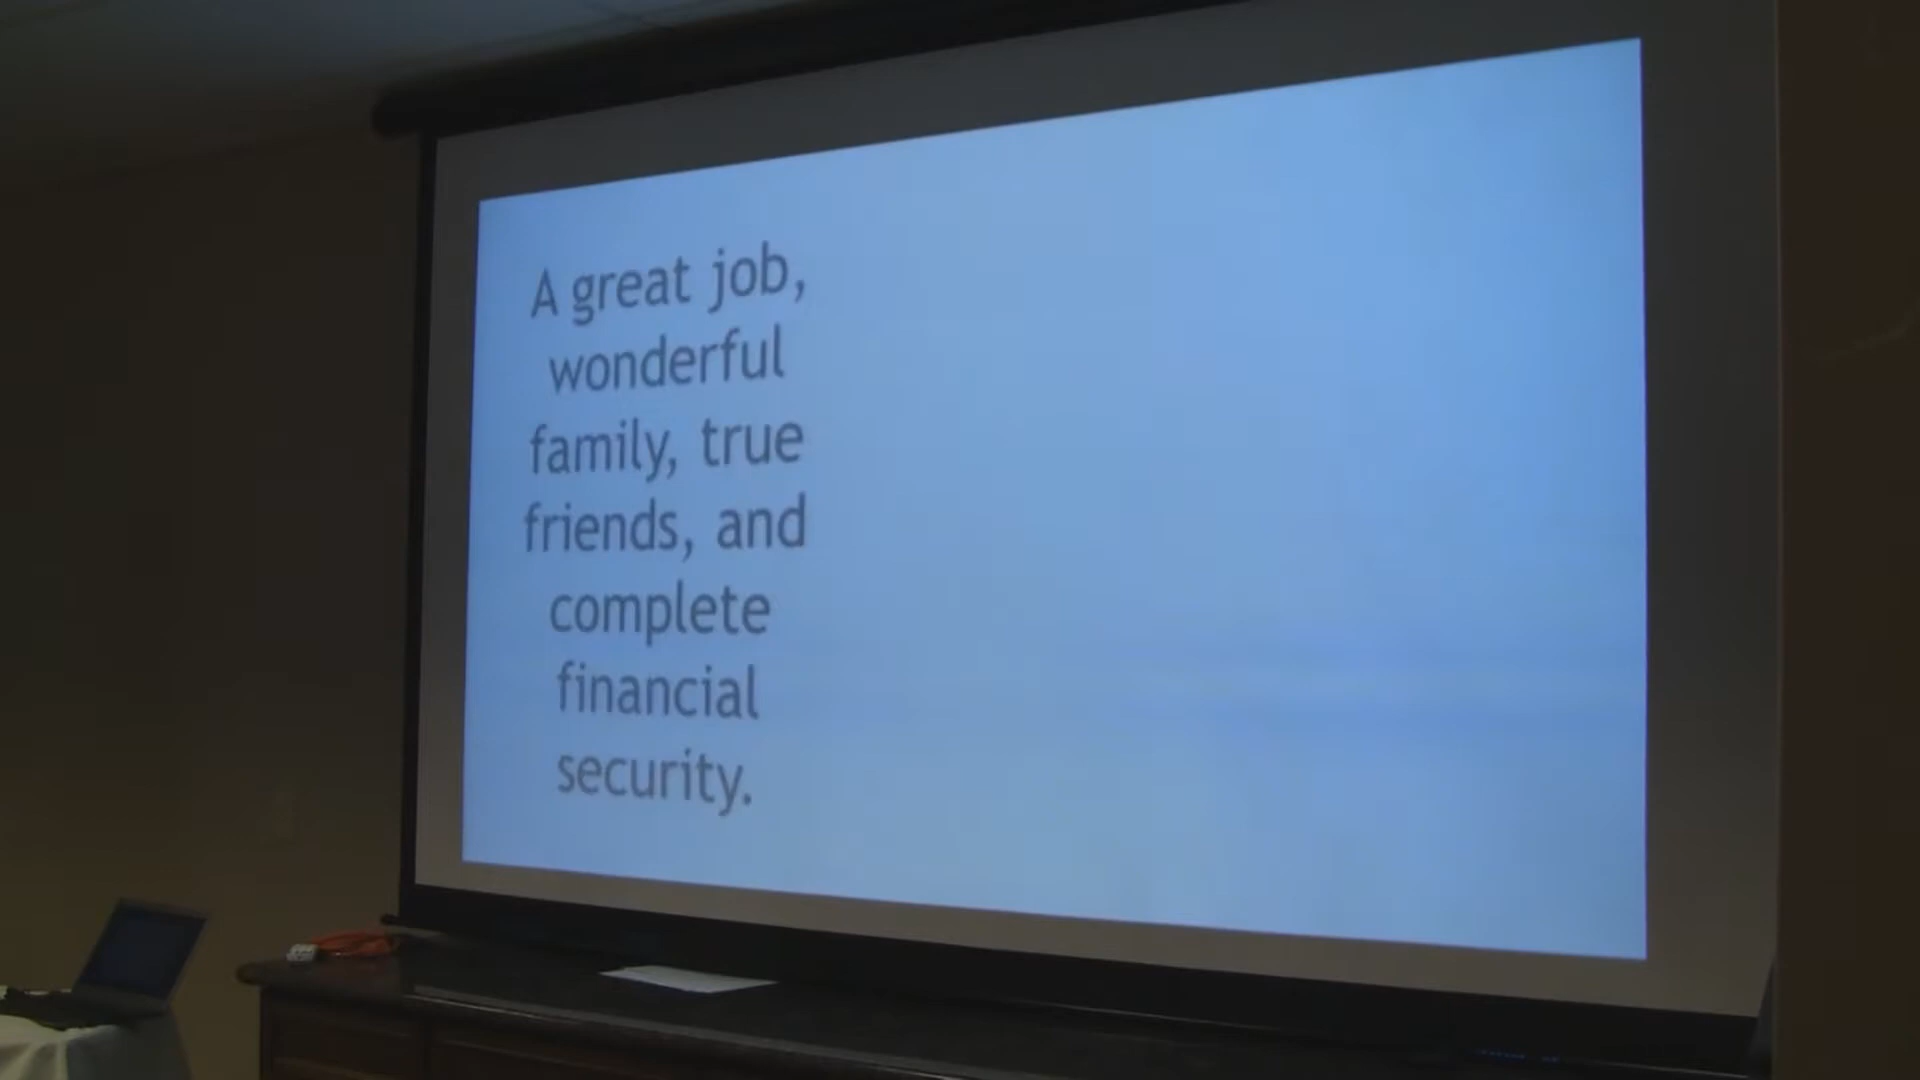 A great job,
wonderful
family, true
friends, and
complete
financial
security.